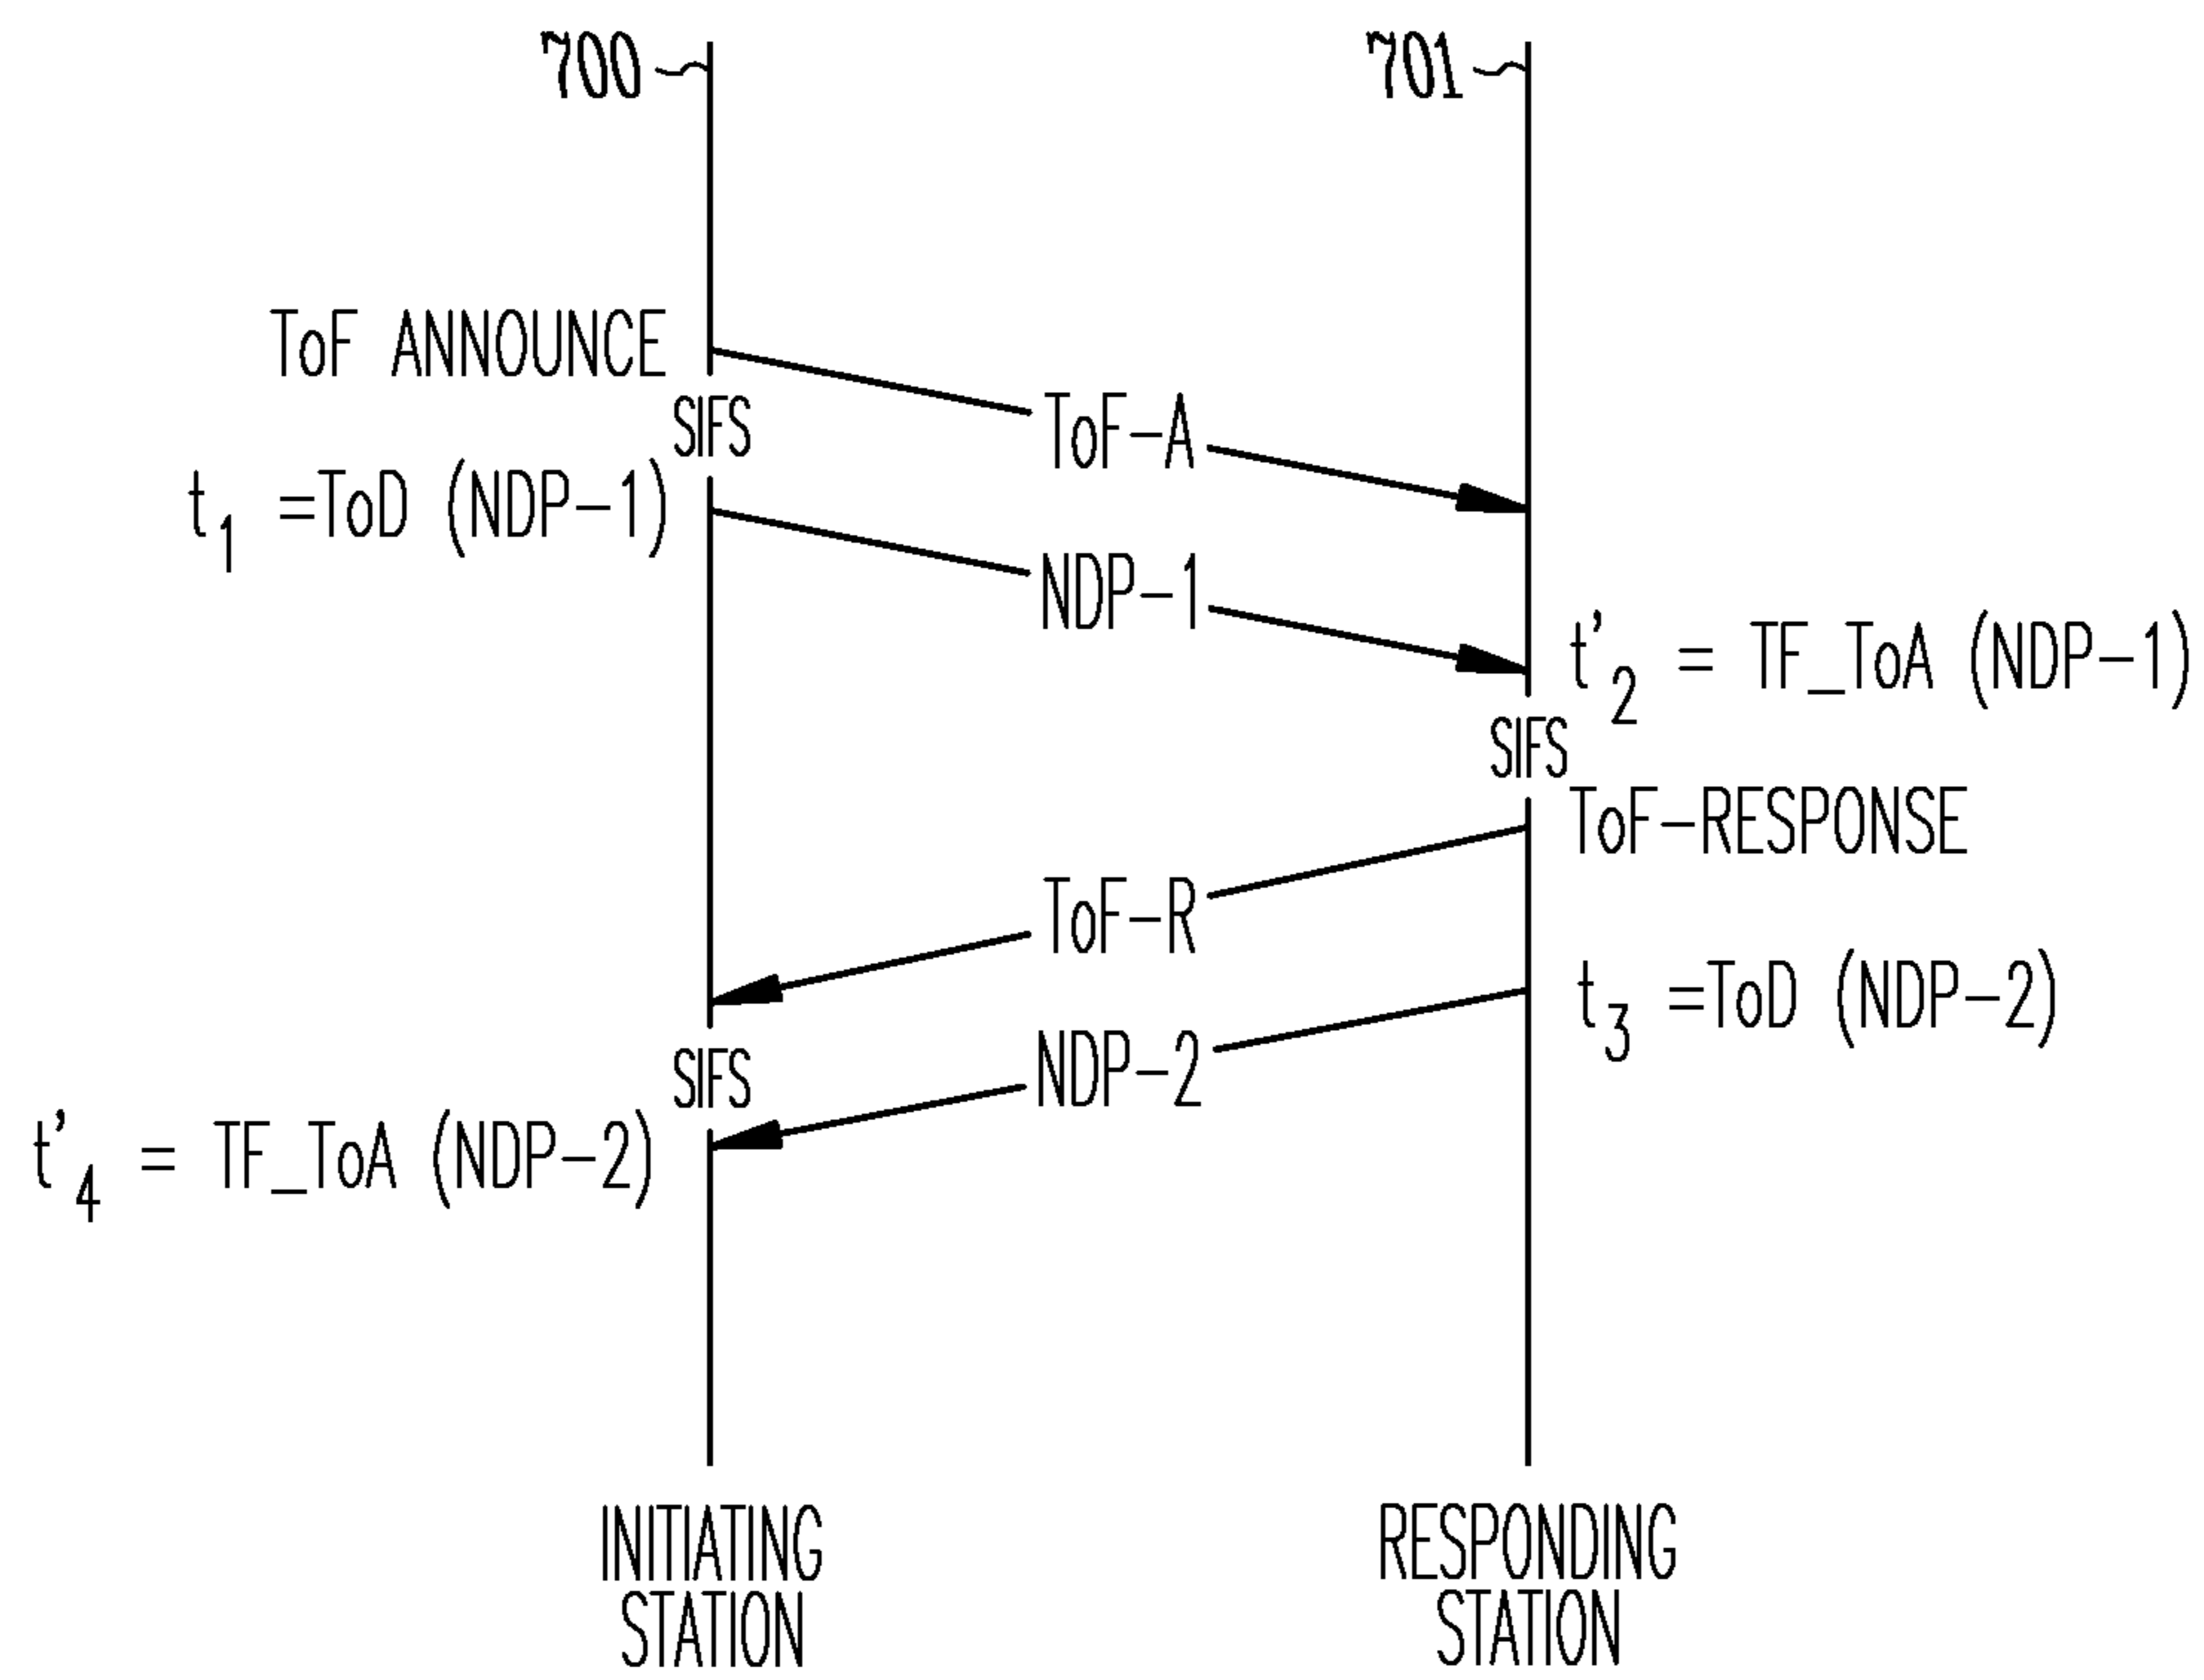 700
701
ToF ANNOUNCE
SIFS
ToF-A
t1 =ToD (NDP-1)
NDP-1
t'2 = TF_ToA (NDP-1)
SIFS
ToF-RESPONSE
ToF-R
t3 =ToD (NDP-2)
SIFS
NDP-2
t'4 = TF_ToA (NDP-2)
INITIATING
STATION
RESPONDING
STATION